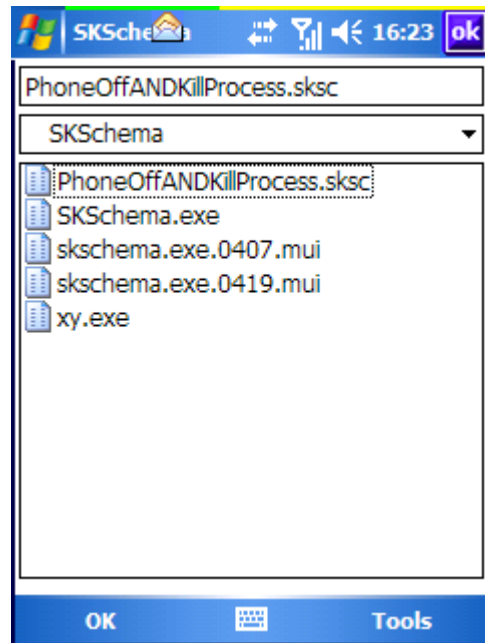 SKSche 16:23 ok
PhoneOffANDKillProcess.sksc
SKSchema
PhoneOffANDKillProcess.sksc
SKSchema.exe
skschema.exe.0407.mui
skschema.exe.0419.mui
xy.exe
OK Tools